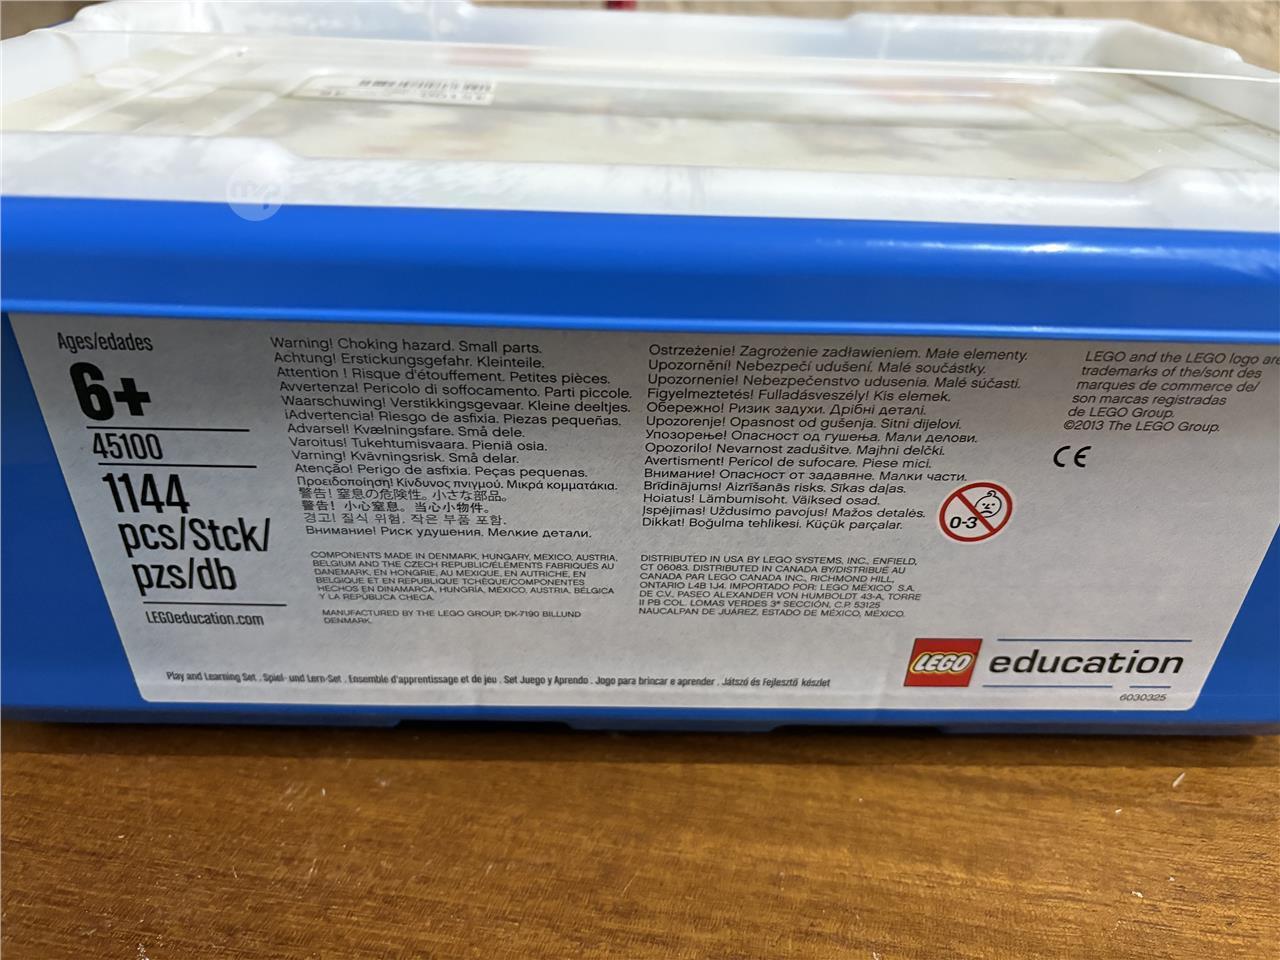 Ages/edades
6+
45100
1144
pcs/Stck/
pzs/db
LEGOeducation.com
Warning! Choking hazard. Small parts.
Achtung! Erstickungsgefahr. Kleinteile.
Attention ! Risque d'étouffement. Petites pièces.
Avvertenza! Pericolo di soffocamento. Parti piccole.
Waarschuwing! Verstikkingsgevaar. Kleine deeltjes.
¡Advertencia! Riesgo de asfixia. Piezas pequeñas.
Advarsel! Kvælningsfare. Små dele.
Varoitus! Tukehtumisvaara. Pieniä osia.
Varning! Kvävningsrisk. Små delar.
Atenção! Perigo de asfixia. Peças pequenas.
Προειδοποίηση! Κίνδυνος πνιγμού. Μικρά κομματάκια.
警告! 窒息の危険性。小さな部品。
警告! 小心窒息。当心小物件。
경고! 질식 위험. 작은 부품 포함.
Внимание! Риск удушения. Мелкие детали.
COMPONENTS MADE IN DENMARK, HUNGARY, MEXICO, AUSTRIA,
BELGIUM AND THE CZECH REPUBLIC/ÉLÉMENTS FABRIQUÉS AU
DANEMARK, EN HONGRIE, AU MEXIQUE, EN AUTRICHE, EN
BELGIQUE ET EN REPUBLIQUE TCHÈQUE/COMPONENTES
HECHOS EN DINAMARCA, HUNGRÍA, MÉXICO, AUSTRIA, BÉLGICA
Y LA REPÚBLICA CHECA.
MANUFACTURED BY THE LEGO GROUP, DK-7190 BILLUND
DENMARK.
Ostrzeżenie! Zagrożenie zadławieniem. Małe elementy.
Upozornění! Nebezpečí udušení. Malé součástky.
Upozornenie! Nebezpečenstvo udusenia. Malé súčasti.
Figyelmeztetés! Fulladásveszély! Kis elemek.
Обережно! Ризик задухи. Дрібні деталі.
Upozorenje! Opasnost od gušenja. Sitni dijelovi.
Упозорење! Опасност од гушења. Мали делови.
Opozorilo! Nevarnost zadušitve. Majhni delčki.
Avertisment! Pericol de sufocare. Piese mici.
Внимание! Опасност от задавяне. Малки части.
Brīdinājums! Aizrīšanās risks. Sīkas daļas.
Hoiatus! Lämbumisoht. Väiksed osad.
Įspėjimas! Uždusimo pavojus! Mažos detalės.
Dikkat! Boğulma tehlikesi. Küçük parçalar.
DISTRIBUTED IN USA BY LEGO SYSTEMS, INC., ENFIELD,
CT 06083. DISTRIBUTED IN CANADA BY/DISTRIBUÉ AU
CANADA PAR LEGO CANADA INC., RICHMOND HILL,
ONTARIO L4B 1J4. IMPORTADO POR: LEGO MÉXICO S.A.
DE C.V., PASEO ALEXANDER VON HUMBOLDT 43-A, TORRE
II PB COL. LOMAS VERDES 3ª SECCIÓN, C.P. 53125
NAUCALPAN DE JUÁREZ, ESTADO DE MÉXICO, MÉXICO.
0-3
LEGO and the LEGO logo are
trademarks of the/sont des
marques de commerce de/
son marcas registradas
de LEGO Group.
©2013 The LEGO Group.
CE
LEGO education
6030325
Play and Learning Set . Spiel- und Lern-Set . Ensemble d'apprentissage et de jeu . Set Juego y Aprendo . Jogo para brincar e aprender . Játszó és Fejlesztő készlet